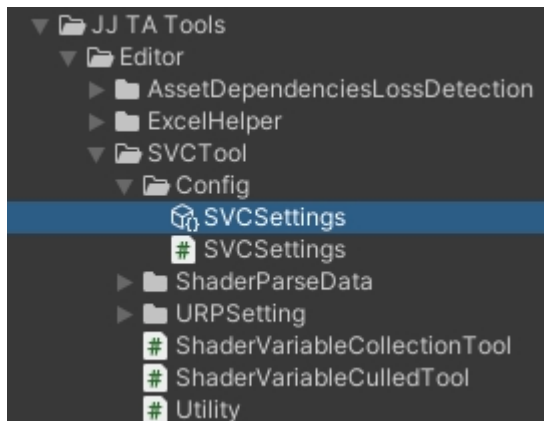 JJ TA Tools
Editor
AssetDependenciesLossDetection
ExcelHelper
SVCTool
Config
SVCSettings
# SVCSettings
ShaderParseData
URPSetting
# ShaderVariableCollectionTool
# ShaderVariableCulledTool
# Utility